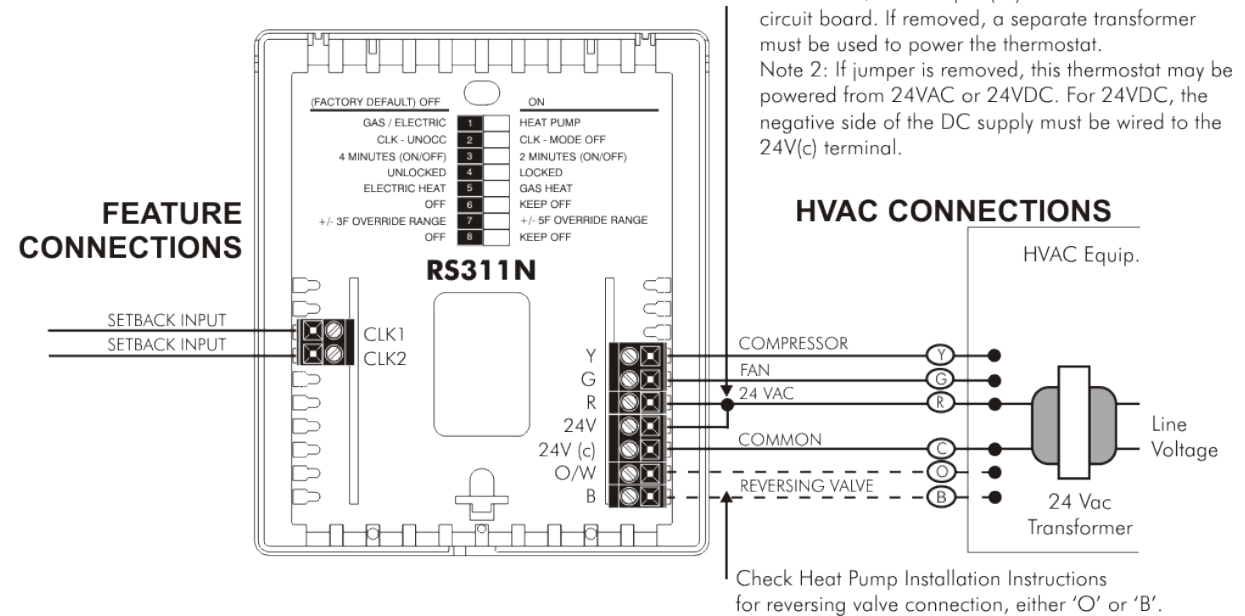 circuit board. If removed, a separate transformer
must be used to power the thermostat.
Note 2: If jumper is removed, this thermostat may be
powered from 24VAC or 24VDC. For 24VDC, the
negative side of the DC supply must be wired to the
24V(c) terminal.
(FACTORY DEFAULT) OFF ON
GAS / ELECTRIC 1 HEAT PUMP
CLK - UNOCC 2 CLK - MODE OFF
4 MINUTES (ON/OFF) 3 2 MINUTES (ON/OFF)
UNLOCKED 4 LOCKED
ELECTRIC HEAT 5 GAS HEAT
OFF 6 KEEP OFF
+/- 3F OVERRIDE RANGE 7 +/- 5F OVERRIDE RANGE
OFF 8 KEEP OFF
RS311N
FEATURE
CONNECTIONS
SETBACK INPUT
SETBACK INPUT
CLK1
CLK2
HVAC CONNECTIONS
HVAC Equip.
Y COMPRESSOR Y
G FAN G
R 24 VAC R
24V
24V (c) COMMON C
O/W O
B REVERSING VALVE B
Line
Voltage
24 Vac
Transformer
Check Heat Pump Installation Instructions
for reversing valve connection, either ‘O’ or ‘B’.